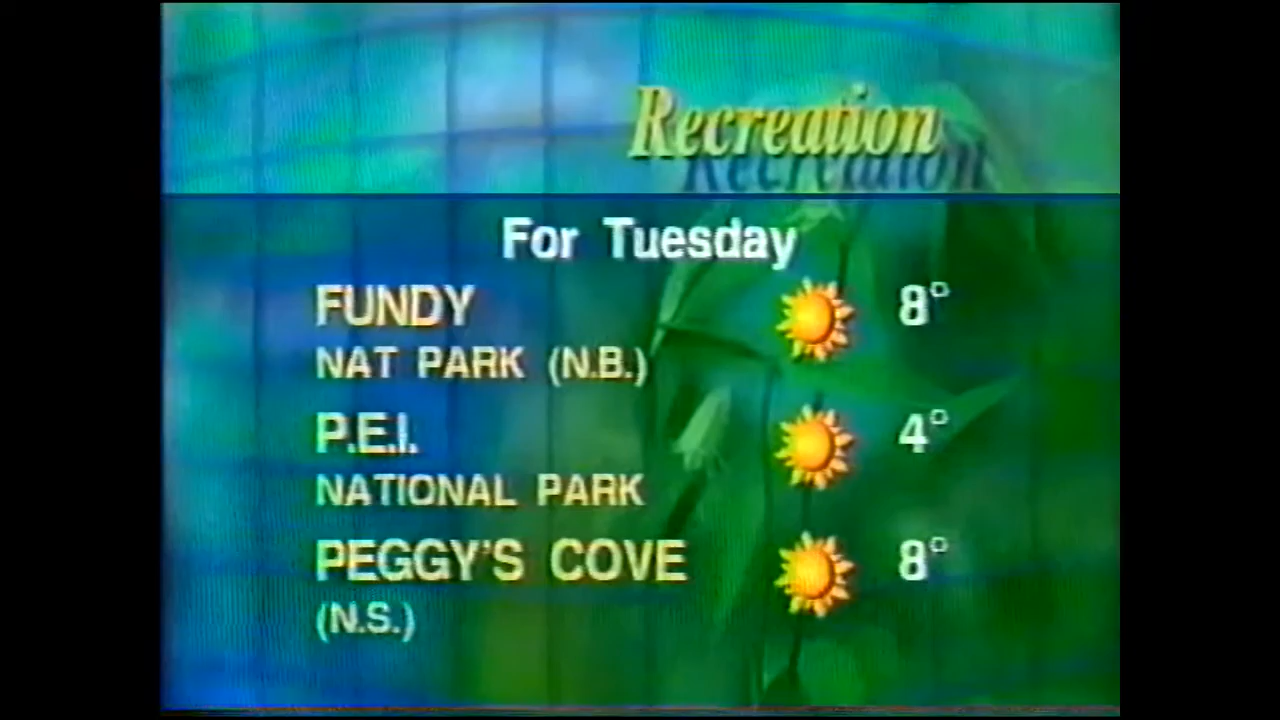 Recreation
For Tuesday
FUNDY 8°
NAT PARK (N.B.)
P.E.I. 4°
NATIONAL PARK
PEGGY'S COVE 8°
(N.S.)